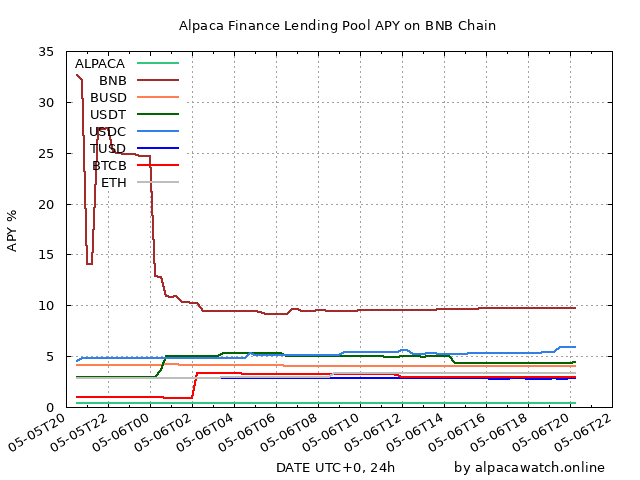 Alpaca Finance Lending Pool APY on BNB Chain
35
30
25
20
15
10
5
0
APY %
ALPACA
BNB
BUSD
USDT
USDC
TUSD
BTCB
ETH
05-05T20
05-05T22
05-06T00
05-06T02
05-06T04
05-06T06
05-06T08
05-06T10
05-06T12
05-06T14
05-06T16
05-06T18
05-06T20
05-06T22
DATE UTC+0, 24h
by alpacawatch.online